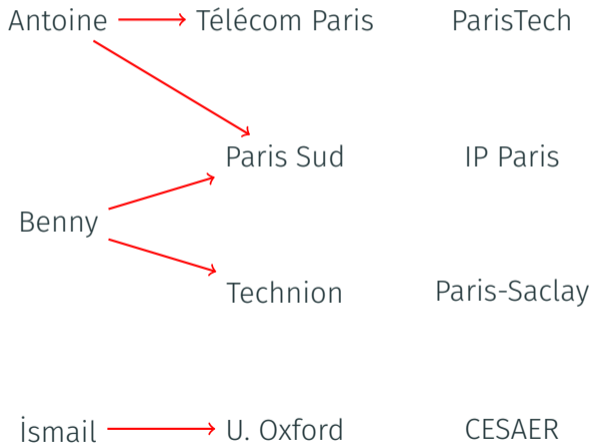 Antoine Télécom Paris ParisTech
Paris Sud IP Paris
Benny
Technion Paris-Saclay
İsmail U. Oxford CESAER